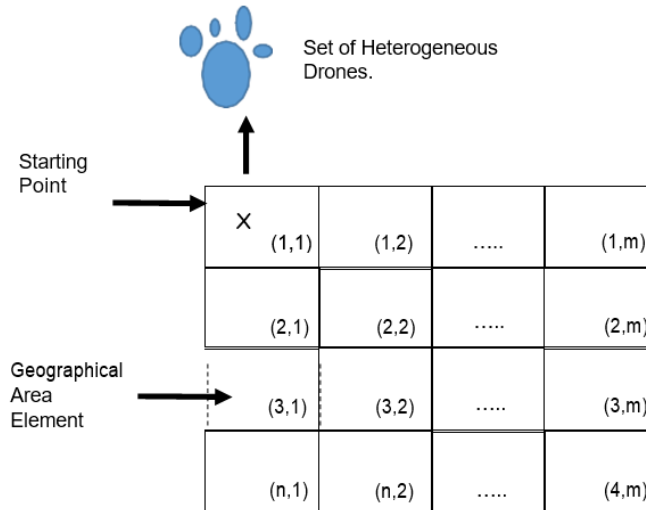 Set of Heterogeneous
Drones.
Starting
Point
X
(1,1) (1,2) ..... (1,m)
(2,1) (2,2) ..... (2,m)
Geographical
Area
Element
(3,1) (3,2) ..... (3,m)
(n,1) (n,2) ..... (4,m)